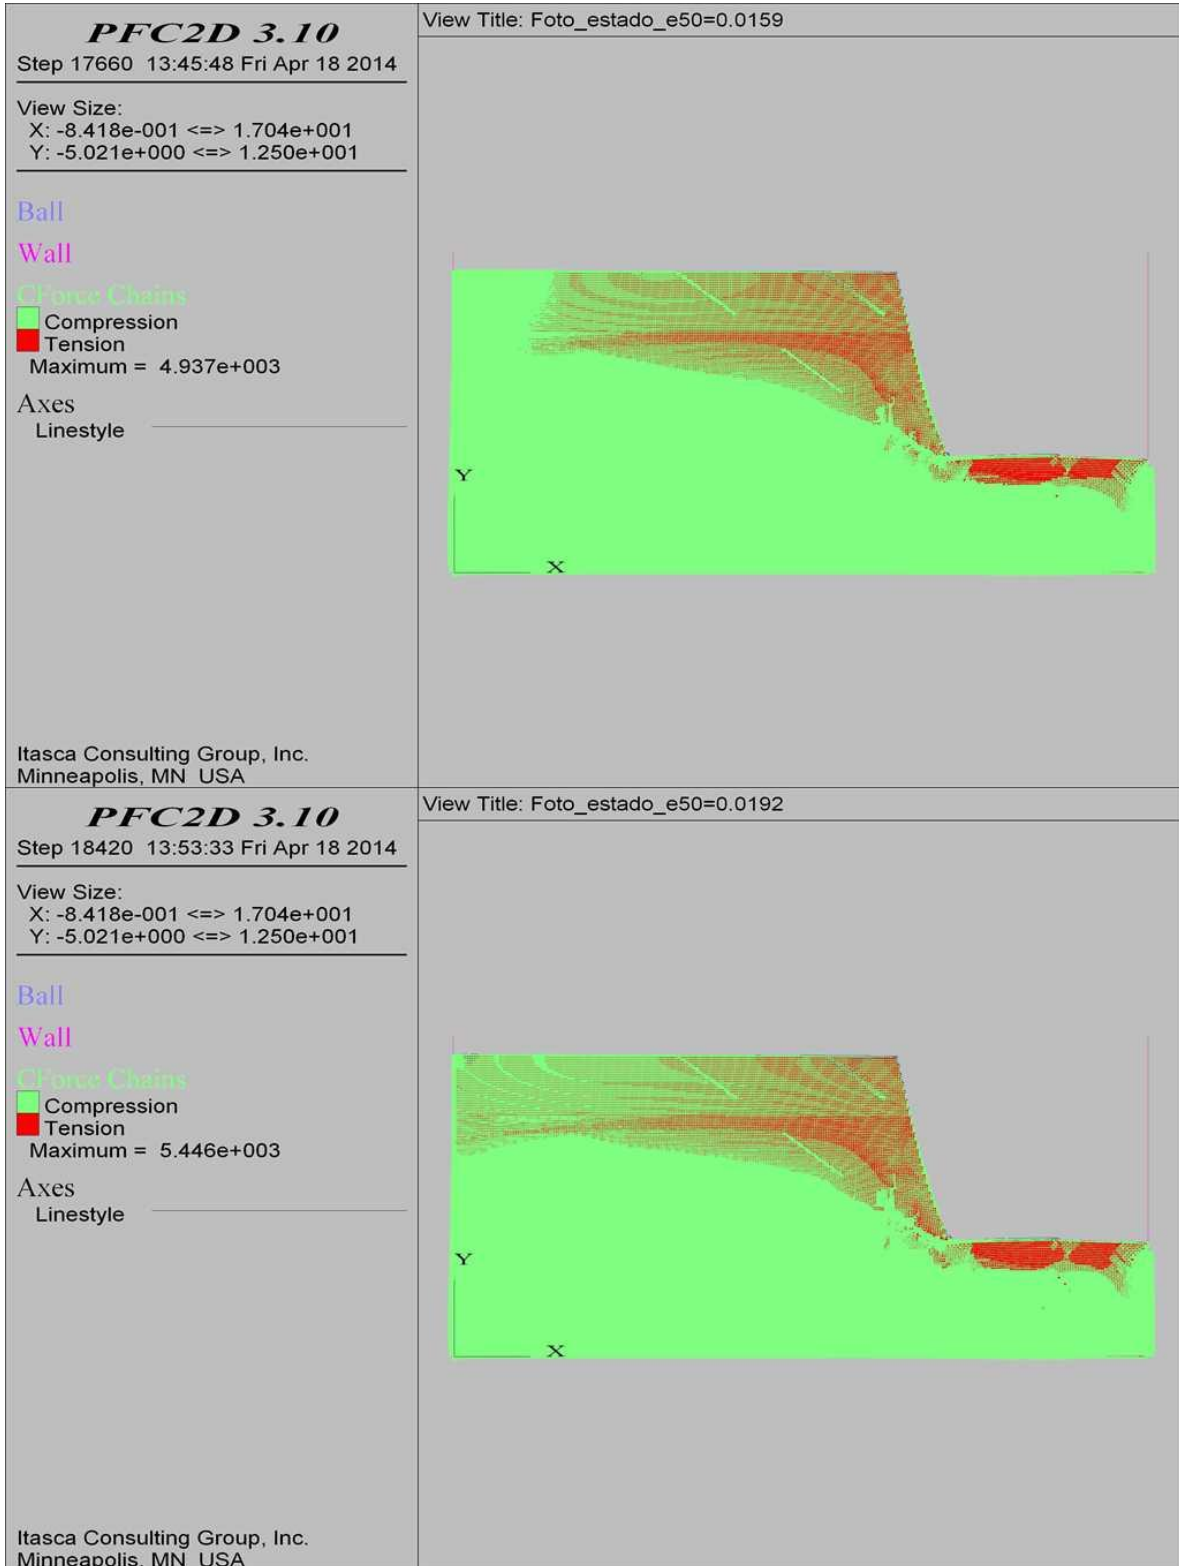 PFC2D 3.10
Step 17660 13:45:48 Fri Apr 18 2014
View Size:
X: -8.418e-001 <=> 1.704e+001
Y: -5.021e+000 <=> 1.250e+001
Ball
Wall
CForce Chains
Compression
Tension
Maximum = 4.937e+003
Axes
Linestyle
Itasca Consulting Group, Inc.
Minneapolis, MN USA
View Title: Foto_estado_e50=0.0159
Y
X
PFC2D 3.10
Step 18420 13:53:33 Fri Apr 18 2014
View Size:
X: -8.418e-001 <=> 1.704e+001
Y: -5.021e+000 <=> 1.250e+001
Ball
Wall
CForce Chains
Compression
Tension
Maximum = 5.446e+003
Axes
Linestyle
Itasca Consulting Group, Inc.
Minneapolis, MN USA
View Title: Foto_estado_e50=0.0192
Y
X